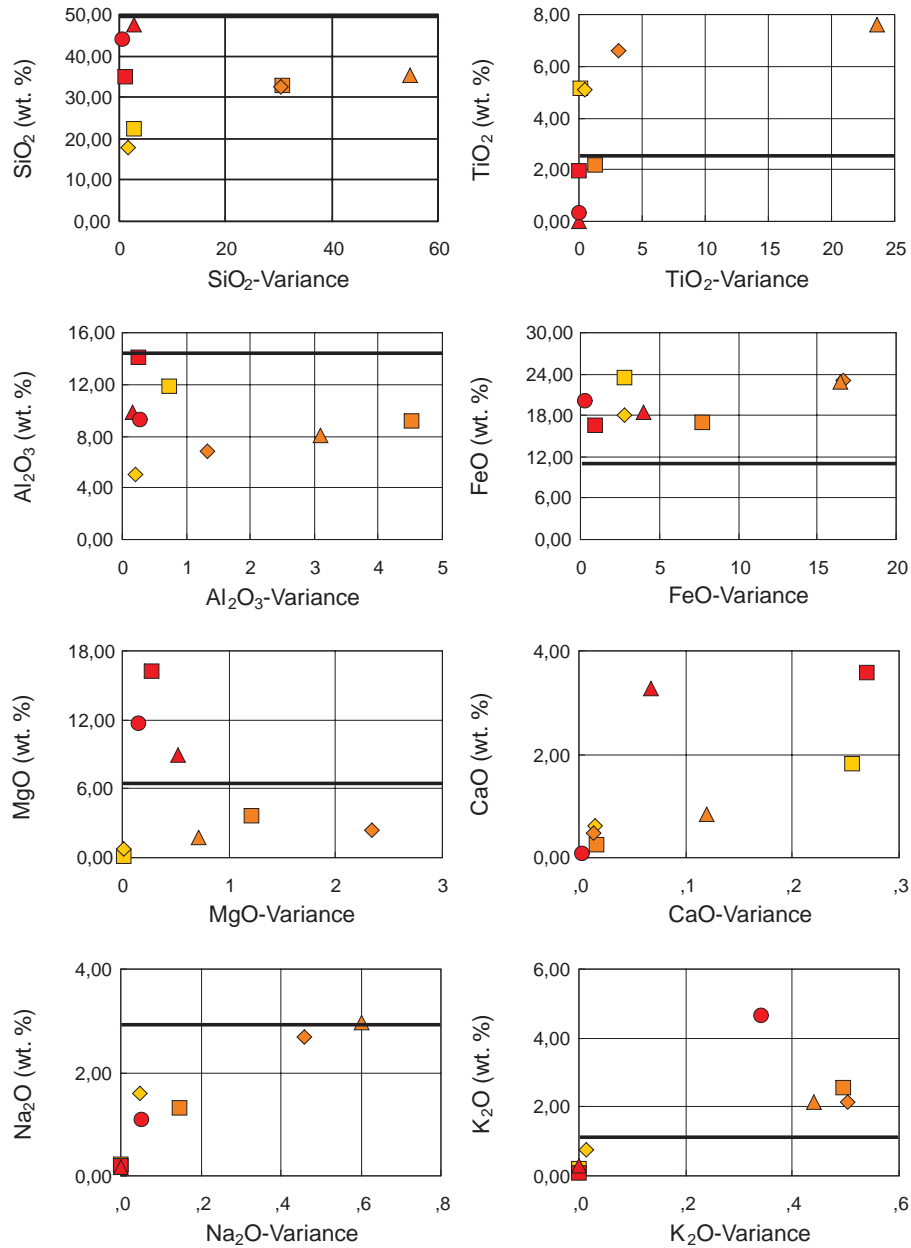 SiO2 (wt. %)
50,00
40,00
30,00
20,00
10,00
0,00
0 20 40 60
SiO2-Variance
TiO2 (wt. %)
8,00
6,00
4,00
2,00
0,00
0 5 10 15 20 25
TiO2-Variance
Al2O3 (wt. %)
16,00
12,00
8,00
4,00
0,00
0 1 2 3 4 5
Al2O3-Variance
FeO (wt. %)
30,00
24,00
18,00
12,00
6,00
0,00
0 5 10 15 20
FeO-Variance
MgO (wt. %)
18,00
12,00
6,00
0,00
0 1 2 3
MgO-Variance
CaO (wt. %)
4,00
2,00
0,00
,0 ,1 ,2 ,3
CaO-Variance
Na2O (wt. %)
4,00
2,00
0,00
,0 ,2 ,4 ,6 ,8
Na2O-Variance
K2O (wt. %)
6,00
4,00
2,00
0,00
,0 ,2 ,4 ,6
K2O-Variance